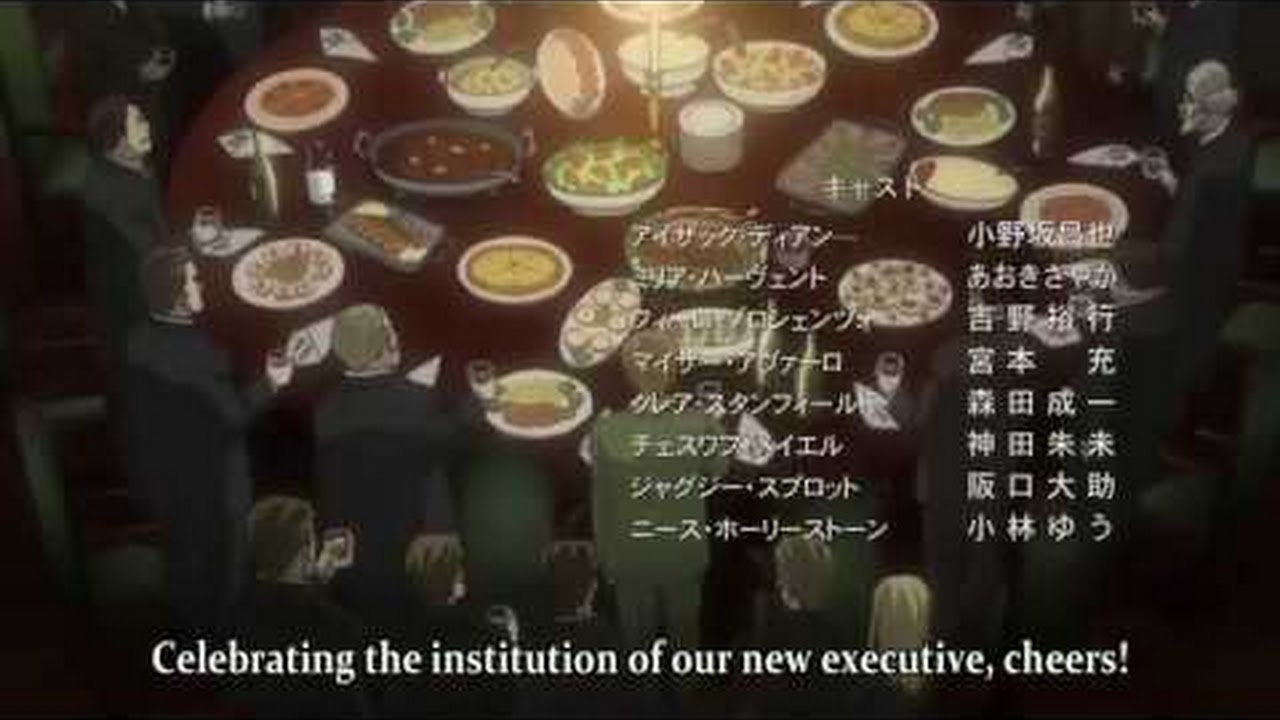 キャスト
アイザック・ディアン 小野坂昌也
ミリア・ハーヴェント あおきさやか
フィーロ・プロシェンツォ 吉野裕行
マイザー・アヴァーロ 宮本 充
クレア・スタンフィールド 森田成一
チェスワフ・メイエル 神田朱未
ジャグジー・スプロット 阪口大助
ニース・ホーリーストーン 小林ゆう
Celebrating the institution of our new executive, cheers!